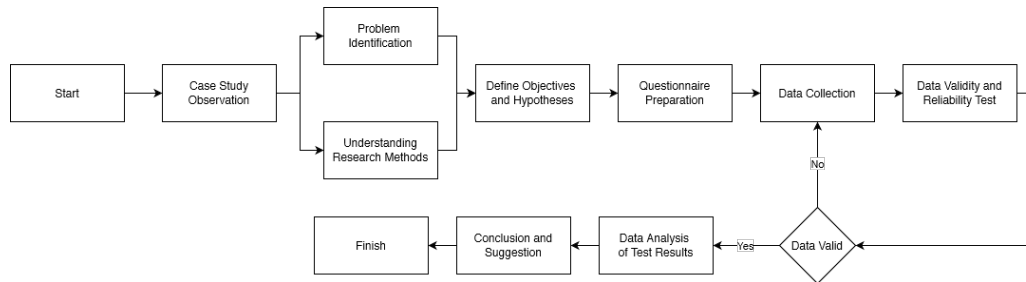 Start
Case Study
Observation
Problem
Identification
Understanding
Research Methods
Define Objectives
and Hypotheses
Questionnaire
Preparation
Data Collection
Data Validity and
Reliability Test
No
Data Valid
Yes
Data Analysis
of Test Results
Conclusion and
Suggestion
Finish